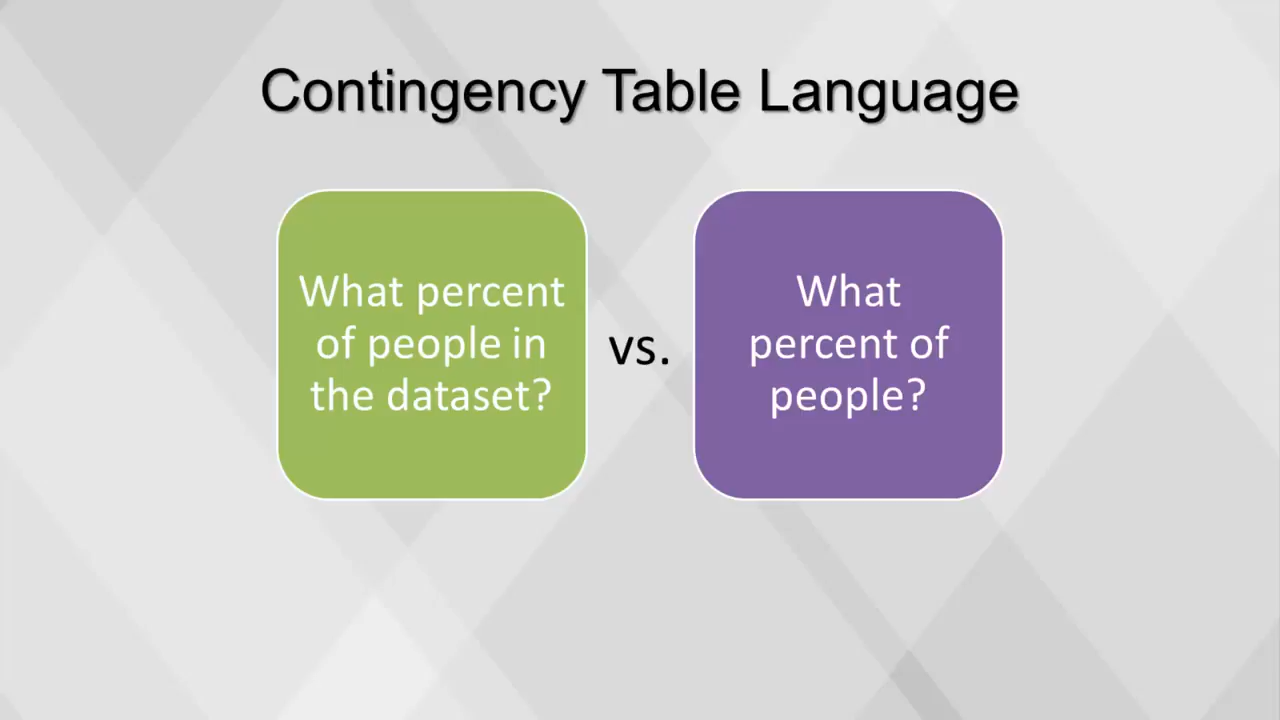 Contingency Table Language
What percent
of people in
the dataset?
vs.
What
percent of
people?